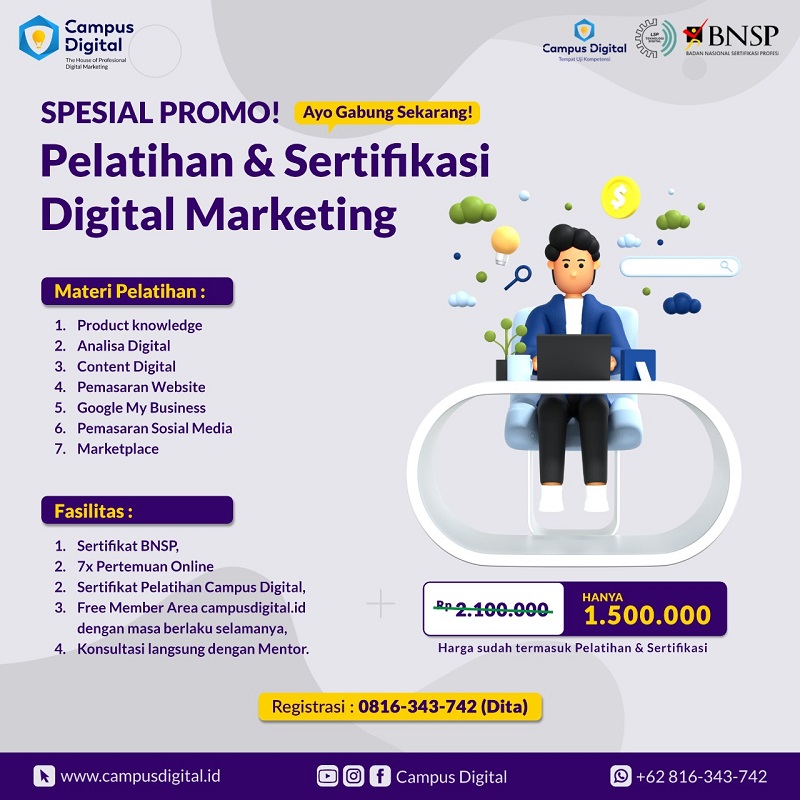 Campus
Digital
The House of Profesional
Digital Marketing
Campus Digital
Tempat Uji Kompetensi
LSP
TEKNOLOGI
DIGITAL
BNSP
BADAN NASIONAL SERTIFIKASI PROFESI
SPESIAL PROMO!
Ayo Gabung Sekarang!
Pelatihan & Sertifikasi
Digital Marketing
$
Materi Pelatihan :
1. Product knowledge
2. Analisa Digital
3. Content Digital
4. Pemasaran Website
5. Google My Business
6. Pemasaran Sosial Media
7. Marketplace
Fasilitas :
1. Sertifikat BNSP,
2. 7x Pertemuan Online
2. Sertifikat Pelatihan Campus Digital,
3. Free Member Area campusdigital.id
dengan masa berlaku selamanya,
4. Konsultasi langsung dengan Mentor.
Rp 2.100.000
HANYA
1.500.000
Harga sudah termasuk Pelatihan & Sertifikasi
Registrasi : 0816-343-742 (Dita)
www.campusdigital.id
Campus Digital
+62 816-343-742